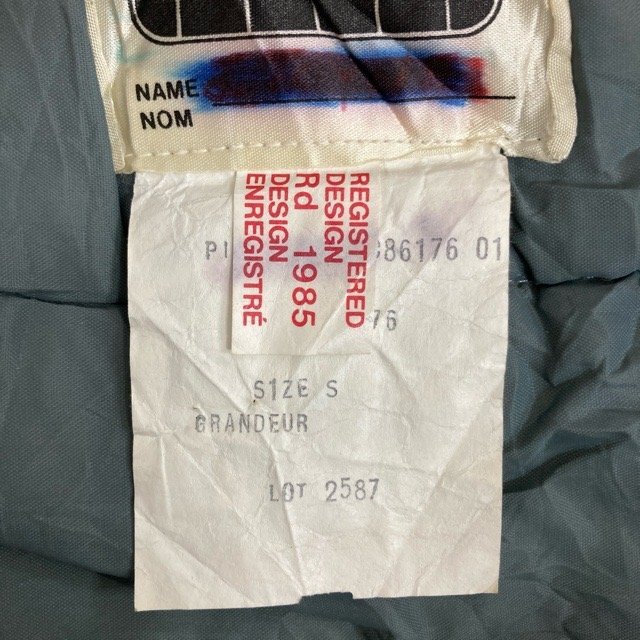 NAME
NOM
REGISTERED
DESIGN
Rd 1985
DESIGN
ENREGISTRÉ
86176 01
76
SIZE S
GRANDEUR
LOT 2587